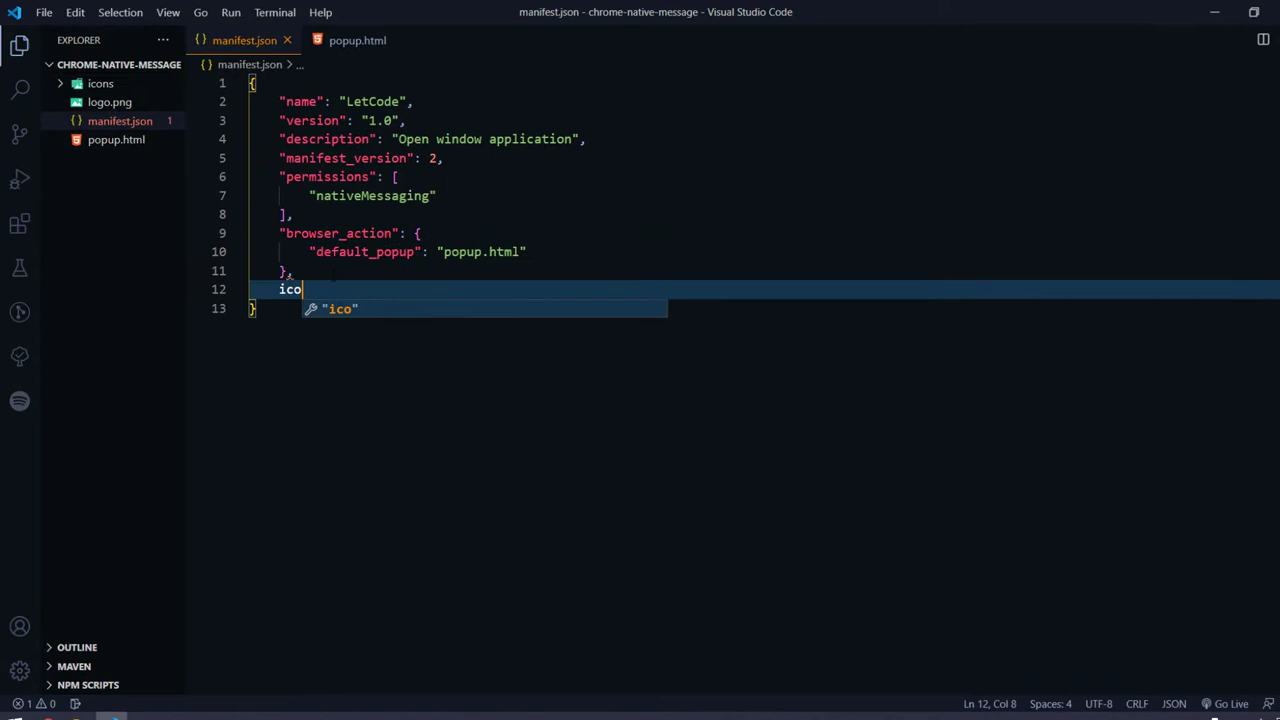 File Edit Selection View Go Run Terminal Help
manifest.json - chrome-native-message - Visual Studio Code
EXPLORER ...
{} manifest.json ×
popup.html
CHROME-NATIVE-MESSAGE
icons
logo.png
{} manifest.json 1
popup.html
{} manifest.json > ...
1 {
2 "name": "LetCode",
3 "version": "1.0",
4 "description": "Open window application",
5 "manifest_version": 2,
6 "permissions": [
7 "nativeMessaging"
8 ],
9 "browser_action": {
10 "default_popup": "popup.html"
11 },
12 ico
13 }
"ico"
OUTLINE
MAVEN
NPM SCRIPTS
1 0
Ln 12, Col 8 Spaces: 4 UTF-8 CRLF JSON Go Live